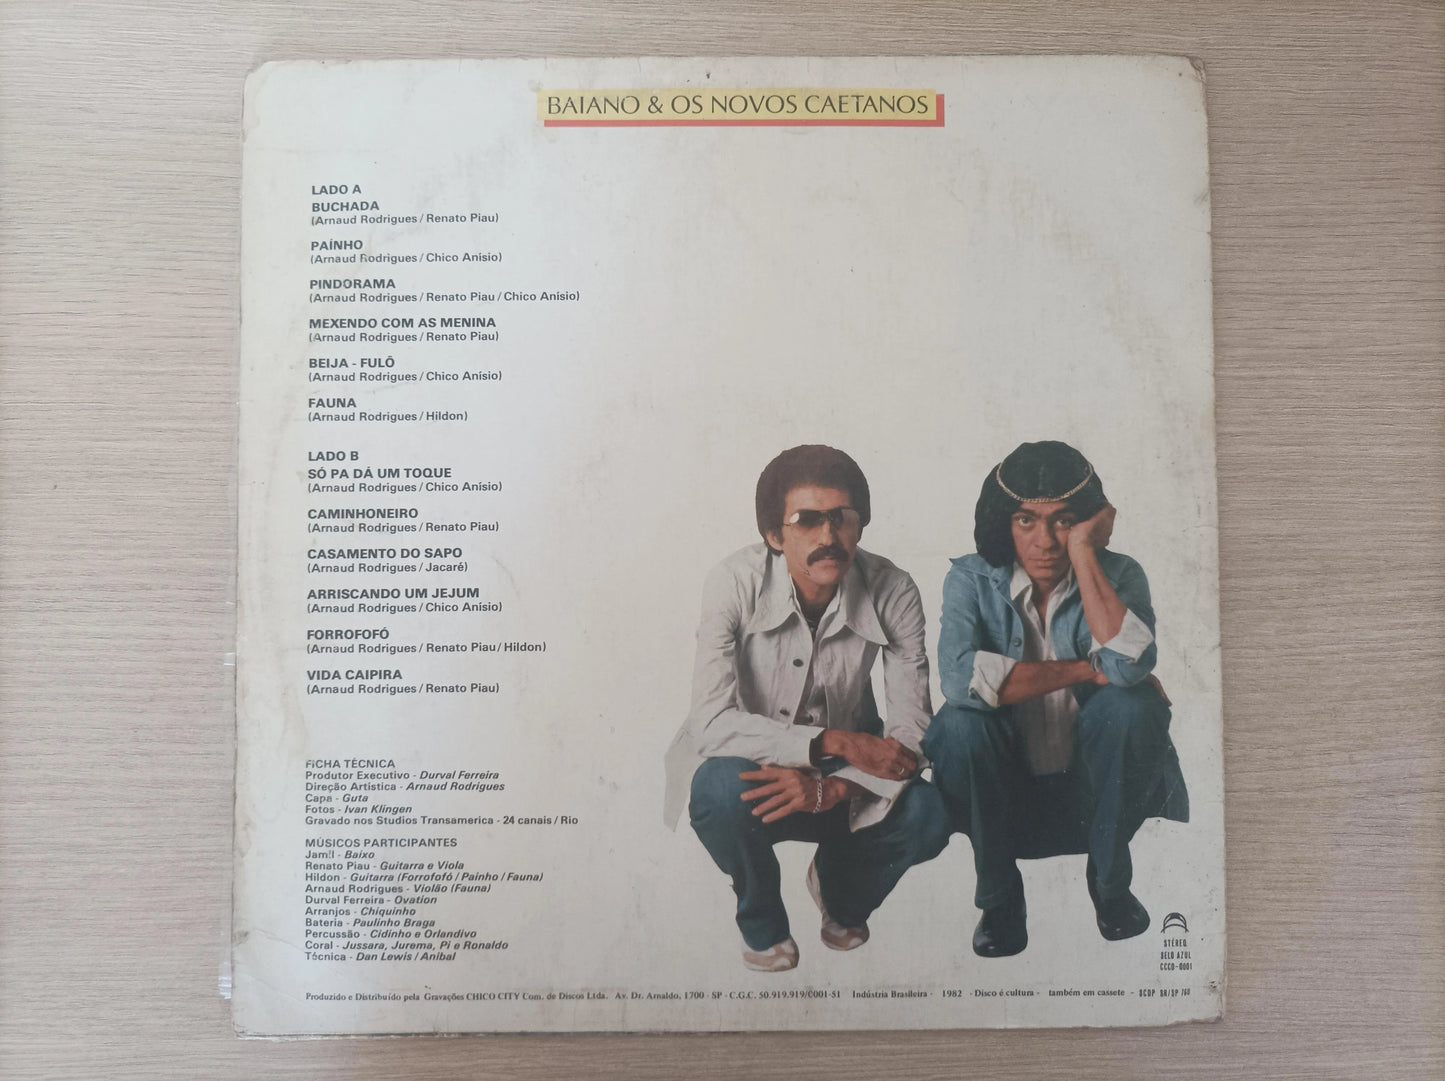 BAIANO & OS NOVOS CAETANOS
LADO A
BUCHADA
(Arnaud Rodrigues / Renato Piau)
PAÍNHO
(Arnaud Rodrigues / Chico Anísio)
PINDORAMA
(Arnaud Rodrigues / Renato Piau / Chico Anísio)
MEXENDO COM AS MENINA
(Arnaud Rodrigues / Renato Piau)
BEIJA - FULÔ
(Arnaud Rodrigues / Chico Anísio)
FAUNA
(Arnaud Rodrigues / Hildon)
LADO B
SÓ PA DÁ UM TOQUE
(Arnaud Rodrigues / Chico Anísio)
CAMINHONEIRO
(Arnaud Rodrigues / Renato Piau)
CASAMENTO DO SAPO
(Arnaud Rodrigues / Jacaré)
ARRISCANDO UM JEJUM
(Arnaud Rodrigues / Chico Anísio)
FORROFOFÓ
(Arnaud Rodrigues / Renato Piau / Hildon)
VIDA CAIPIRA
(Arnaud Rodrigues / Renato Piau)
FICHA TÉCNICA
Produtor Executivo - Durval Ferreira
Direção Artística - Arnaud Rodrigues
Capa - Guta
Fotos - Ivan Klingen
Gravado nos Studios Transamerica - 24 canais / Rio
MÚSICOS PARTICIPANTES
Jamil - Baixo
Renato Piau - Guitarra e Viola
Hildon - Guitarra (Forrofofó / Painho / Fauna)
Arnaud Rodrigues - Violão (Fauna)
Durval Ferreira - Ovation
Arranjos - Chiquinho
Bateria - Paulinho Braga
Percussão - Cidinho e Orlandivo
Coral - Jussara, Jurema, Pi e Ronaldo
Técnica - Dan Lewis / Anibal
STÉREO
SELO AZUL
CCCD-0001
Produzido e Distribuído pela Gravações CHICO CITY Com. de Discos Ltda. Av. Dr. Arnaldo, 1700 - SP - C.G.C. 50.919.919/0001-51 Indústria Brasileira - 1982 - Disco é cultura - também em cassete - SCDP SR/SP